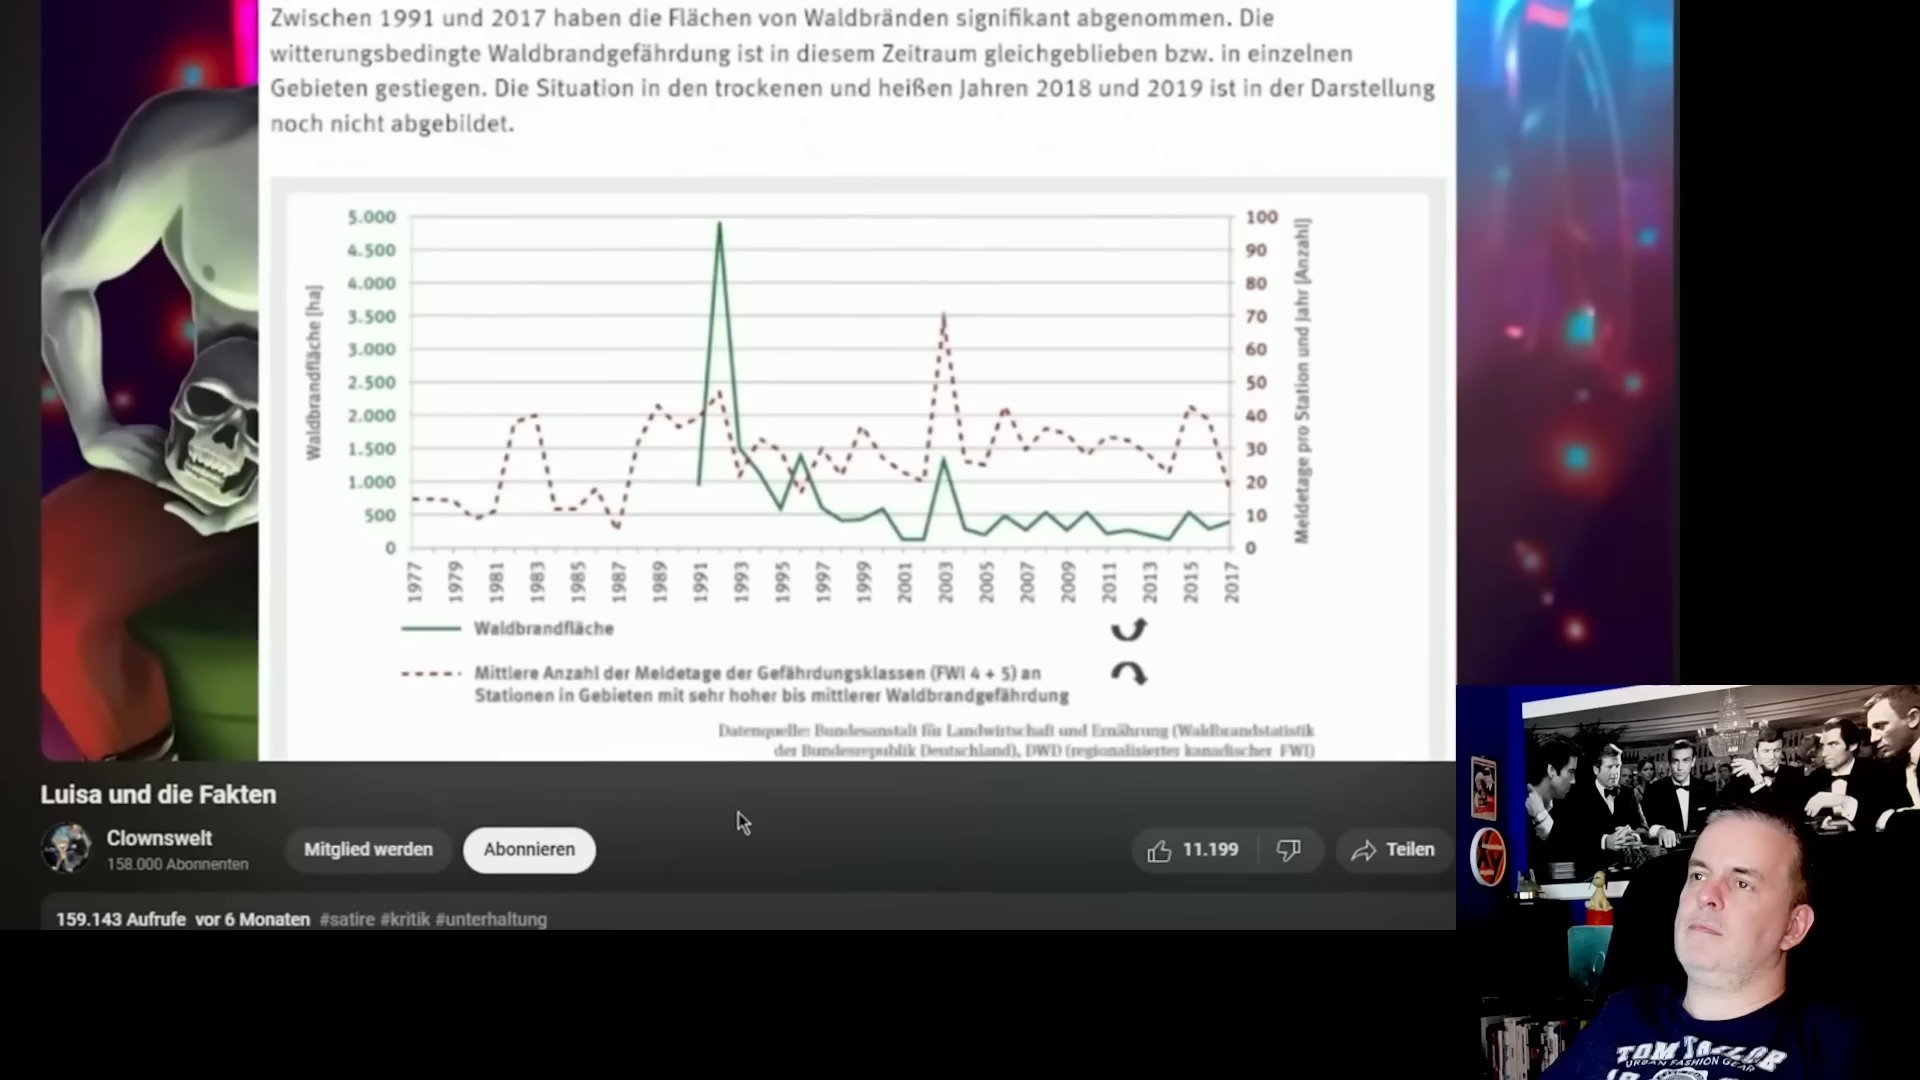 Zwischen 1991 und 2017 haben die Flächen von Waldbränden signifikant abgenommen. Die
witterungsbedingte Waldbrandgefährdung ist in diesem Zeitraum gleichgeblieben bzw. in einzelnen
Gebieten gestiegen. Die Situation in den trockenen und heißen Jahren 2018 und 2019 ist in der Darstellung
noch nicht abgebildet.
Waldbrandfläche [ha]
5.000
4.500
4.000
3.500
3.000
2.500
2.000
1.500
1.000
500
0
100
90
80
70
60
50
40
30
20
10
0
Meldetage pro Station und Jahr [Anzahl]
1977 1979 1981 1983 1985 1987 1989 1991 1993 1995 1997 1999 2001 2003 2005 2007 2009 2011 2013 2015 2017
Waldbrandfläche
Mittlere Anzahl der Meldetage der Gefährdungsklassen (FWI 4 + 5) an
Stationen in Gebieten mit sehr hoher bis mittlerer Waldbrandgefährdung
Datenquelle: Bundesanstalt für Landwirtschaft und Ernährung (Waldbrandstatistik
der Bundesrepublik Deutschland), DWD (regionalisierter kanadischer FWI)
Luisa und die Fakten
Clownswelt
158.000 Abonnenten
Mitglied werden
Abonnieren
11.199
Teilen
159.143 Aufrufe vor 6 Monaten #satire #kritik #unterhaltung
TOM TAILOR
URBAN FASHION GEAR